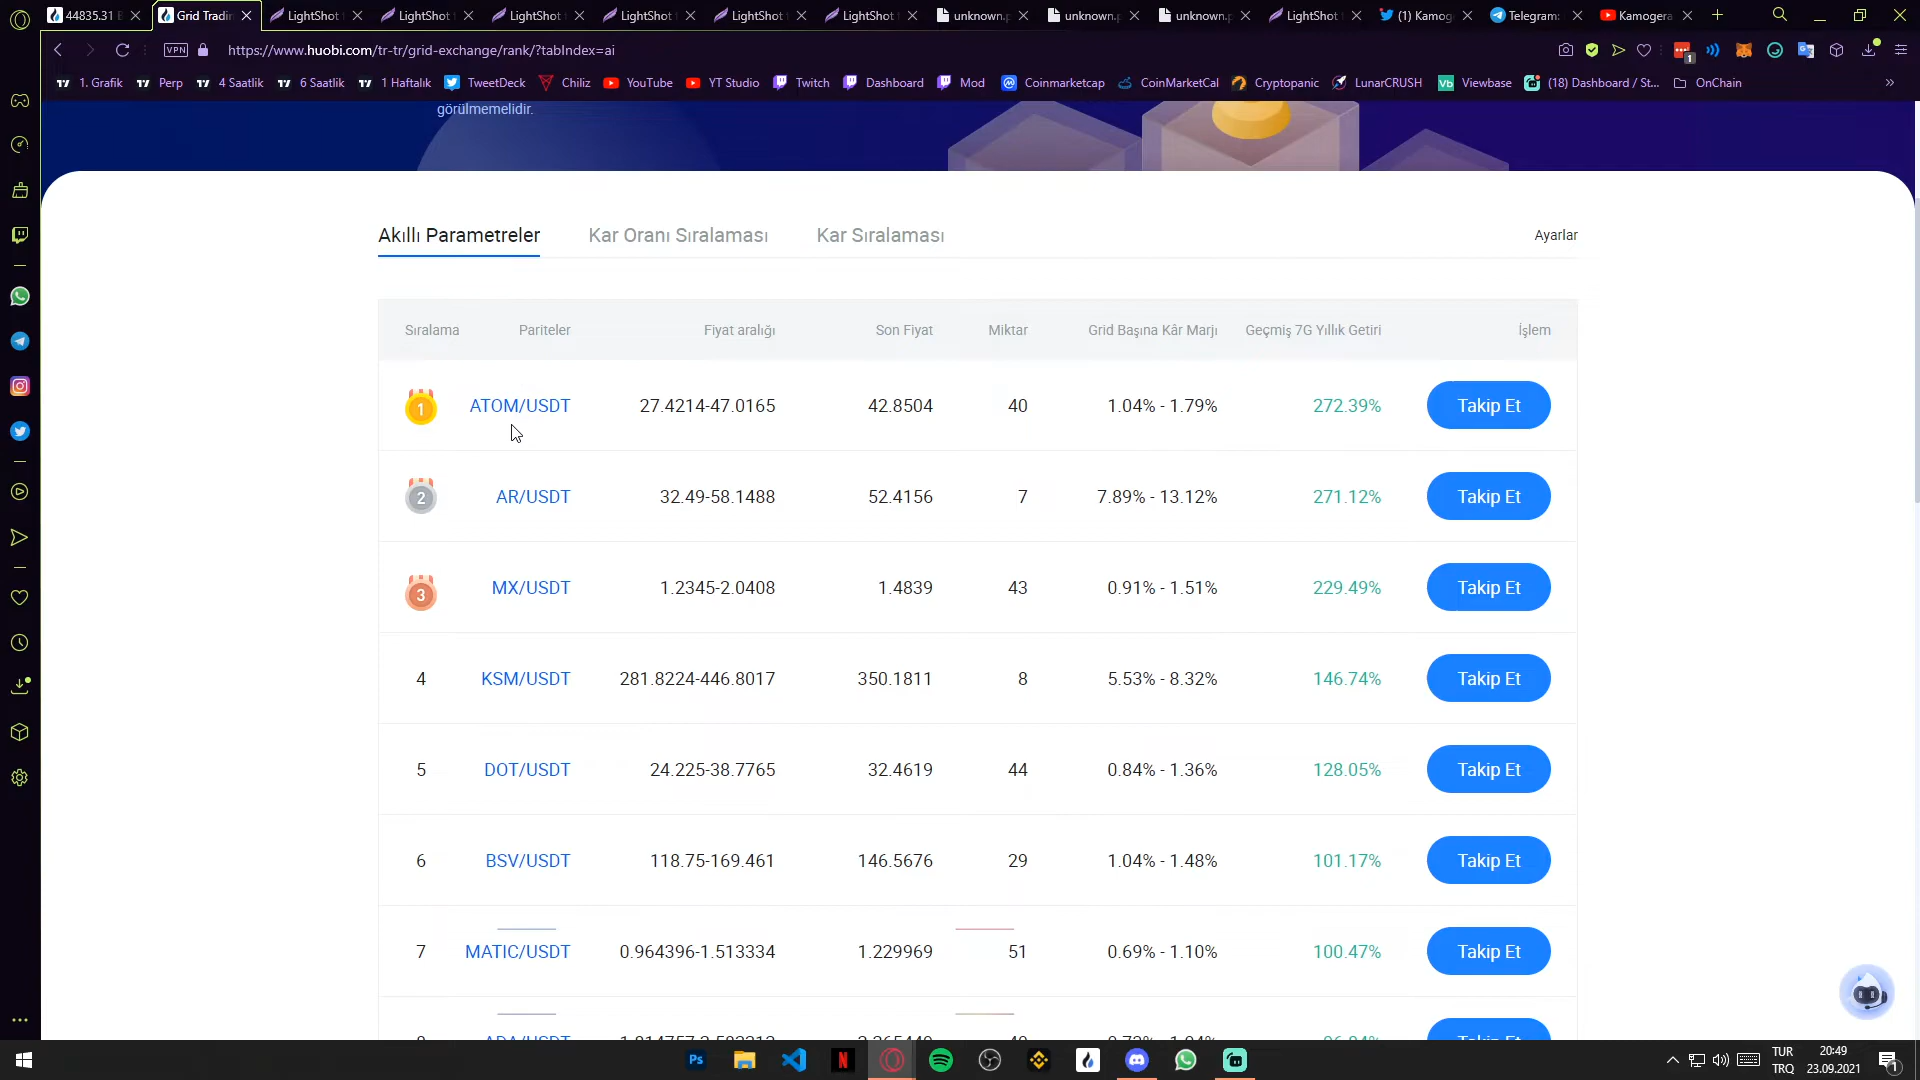 44835.31
Grid Tradin
LightShot
LightShot
LightShot
LightShot
LightShot
LightShot
unknown.p
unknown.p
unknown.p
LightShot
(1) Kamog
Telegram:
Kamogera
VPN
https://www.huobi.com/tr-tr/grid-exchange/rank/?tabIndex=ai
1
1. Grafik
Perp
4 Saatlik
6 Saatlik
1 Haftalık
TweetDeck
Chiliz
YouTube
YT Studio
Twitch
Dashboard
Mod
Coinmarketcap
CoinMarketCal
Cryptopanic
LunarCRUSH
Vb Viewbase
(18) Dashboard / St...
OnChain
görülmemelidir.
Akıllı Parametreler
Kar Oranı Sıralaması
Kar Sıralaması
Ayarlar
Sıralama Pariteler Fiyat aralığı Son Fiyat Miktar Grid Başına Kâr Marjı Geçmiş 7G Yıllık Getiri İşlem
1 ATOM/USDT 27.4214-47.0165 42.8504 40 1.04% - 1.79% 272.39% Takip Et
2 AR/USDT 32.49-58.1488 52.4156 7 7.89% - 13.12% 271.12% Takip Et
3 MX/USDT 1.2345-2.0408 1.4839 43 0.91% - 1.51% 229.49% Takip Et
4 KSM/USDT 281.8224-446.8017 350.1811 8 5.53% - 8.32% 146.74% Takip Et
5 DOT/USDT 24.225-38.7765 32.4619 44 0.84% - 1.36% 128.05% Takip Et
6 BSV/USDT 118.75-169.461 146.5676 29 1.04% - 1.48% 101.17% Takip Et
7 MATIC/USDT 0.964396-1.513334 1.229969 51 0.69% - 1.10% 100.47% Takip Et
ADA/USDT Takip Et
Ps
N
TUR
TRQ
20:49
23.09.2021
1